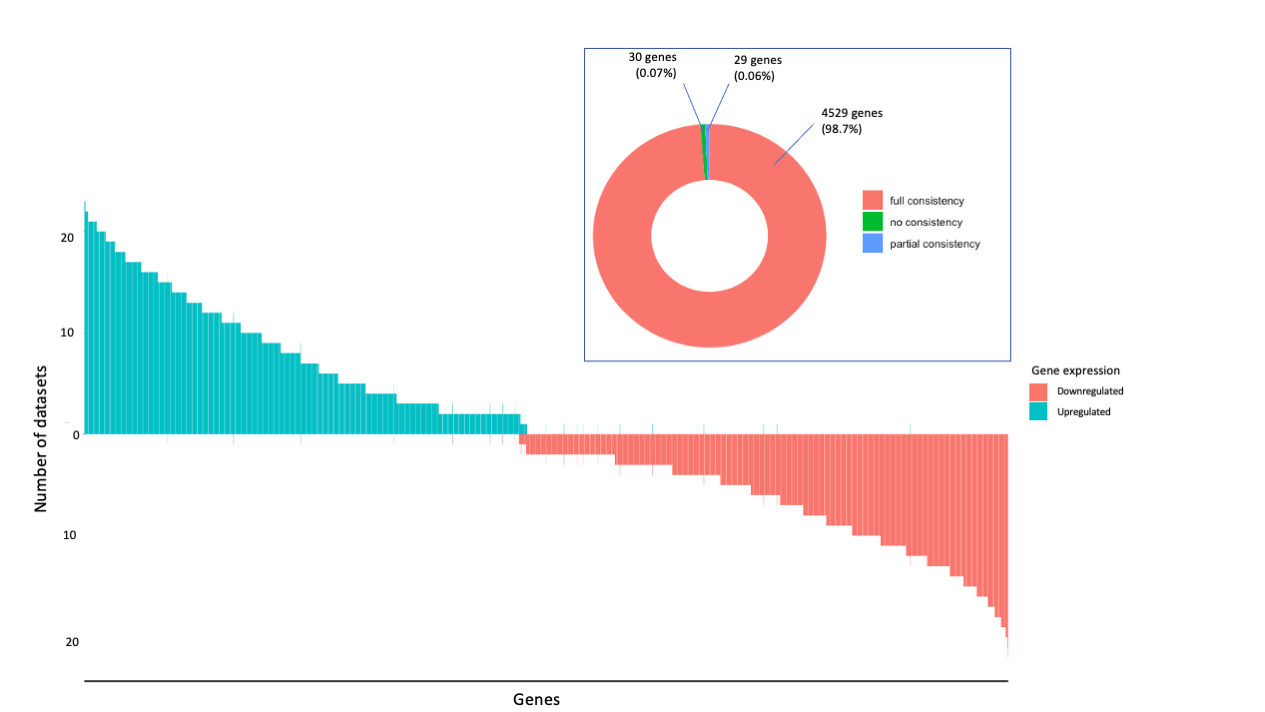 30 genes
(0.07%)
29 genes
(0.06%)
4529 genes
(98.7%)
full consistency
no consistency
partial consistency
Gene expression
Downregulated
Upregulated
Number of datasets
20
10
0
10
20
Genes